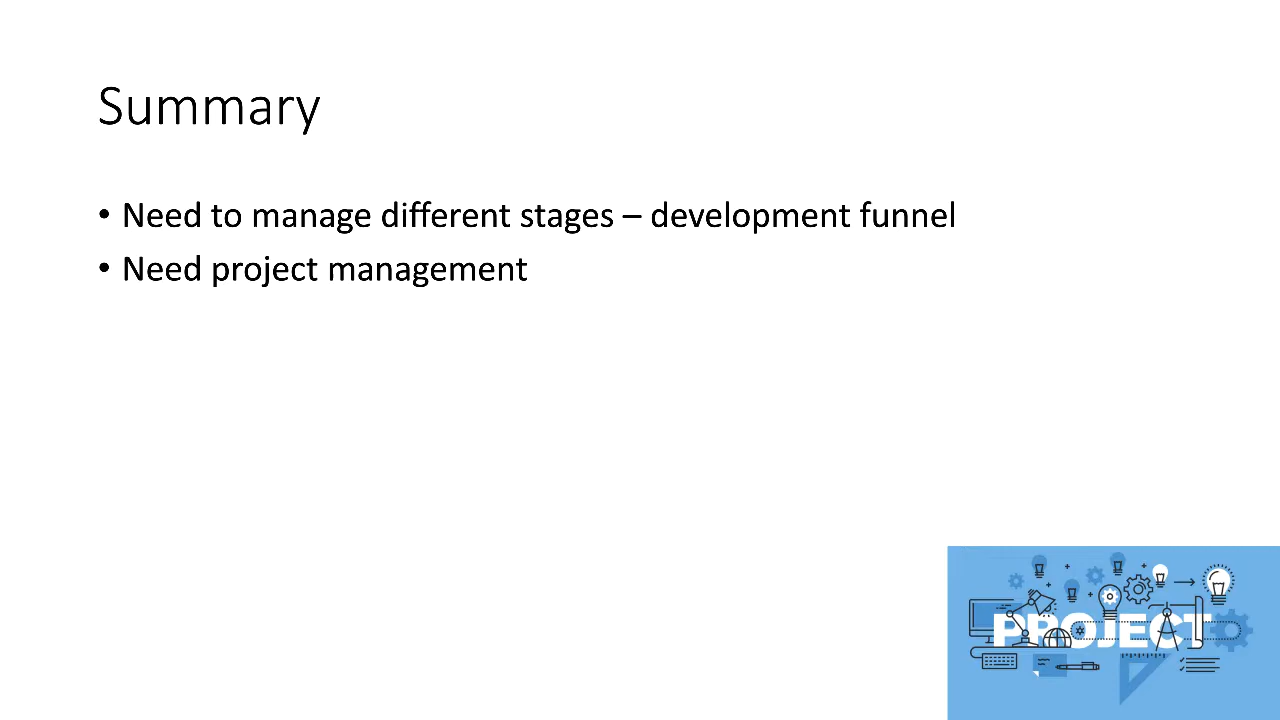 Summary
• Need to manage different stages – development funnel
• Need project management
PROJECT